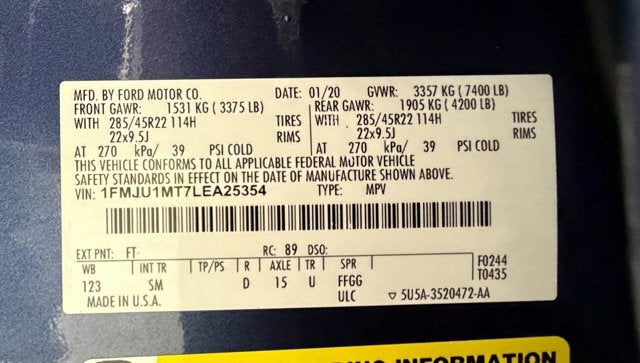 MFD. BY FORD MOTOR CO. DATE: 01/20 GVWR: 3357 KG (7400 LB)
FRONT GAWR: 1531 KG (3375 LB) REAR GAWR: 1905 KG (4200 LB)
WITH 285/45R22 114H TIRES WITH 285/45R22 114H TIRES
22x9.5J RIMS 22x9.5J RIMS
AT 270 kPa/ 39 PSI COLD AT 270 kPa/ 39 PSI COLD
THIS VEHICLE CONFORMS TO ALL APPLICABLE FEDERAL MOTOR VEHICLE
SAFETY STANDARDS IN EFFECT ON THE DATE OF MANUFACTURE SHOWN ABOVE.
VIN: 1FMJU1MT7LEA25354 TYPE: MPV
EXT PNT: FT- RC: 89 DSO:
WB INT TR TP/PS R AXLE TR SPR F0244
123 SM D 15 U FFGG T0435
MADE IN U.S.A. ULC ▽ 5U5A-3520472-AA
INFORMATION